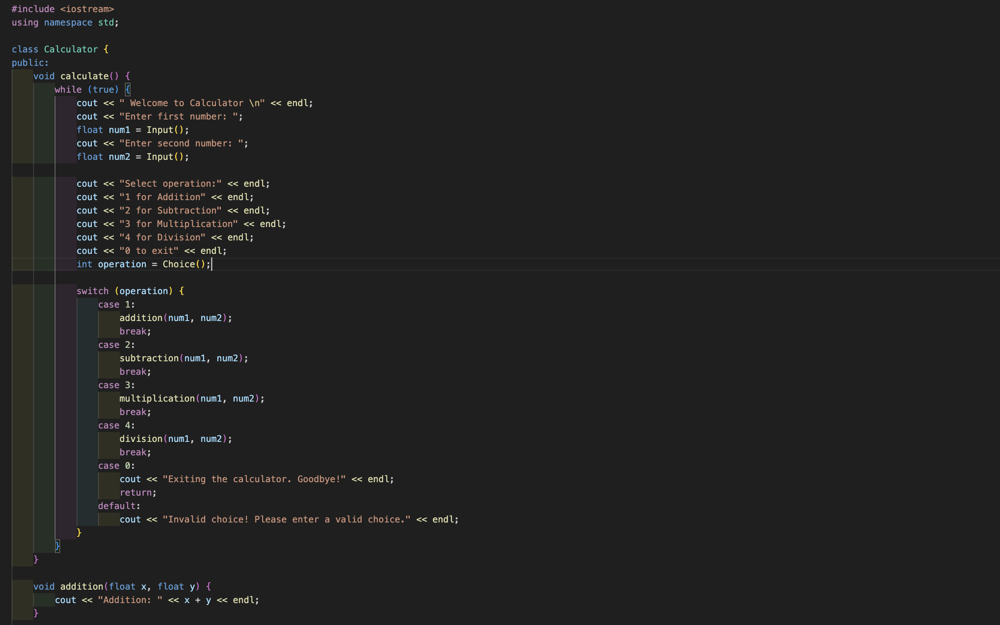 #include <iostream>
using namespace std;

class Calculator {
public:
    void calculate() {
        while (true) {
            cout << " Welcome to Calculator \n" << endl;
            cout << "Enter first number: ";
            float num1 = Input();
            cout << "Enter second number: ";
            float num2 = Input();

            cout << "Select operation:" << endl;
            cout << "1 for Addition" << endl;
            cout << "2 for Subtraction" << endl;
            cout << "3 for Multiplication" << endl;
            cout << "4 for Division" << endl;
            cout << "0 to exit" << endl;
            int operation = Choice();

            switch (operation) {
                case 1:
                    addition(num1, num2);
                    break;
                case 2:
                    subtraction(num1, num2);
                    break;
                case 3:
                    multiplication(num1, num2);
                    break;
                case 4:
                    division(num1, num2);
                    break;
                case 0:
                    cout << "Exiting the calculator. Goodbye!" << endl;
                    return;
                default:
                    cout << "Invalid choice! Please enter a valid choice." << endl;
            }
        }
    }

    void addition(float x, float y) {
        cout << "Addition: " << x + y << endl;
    }